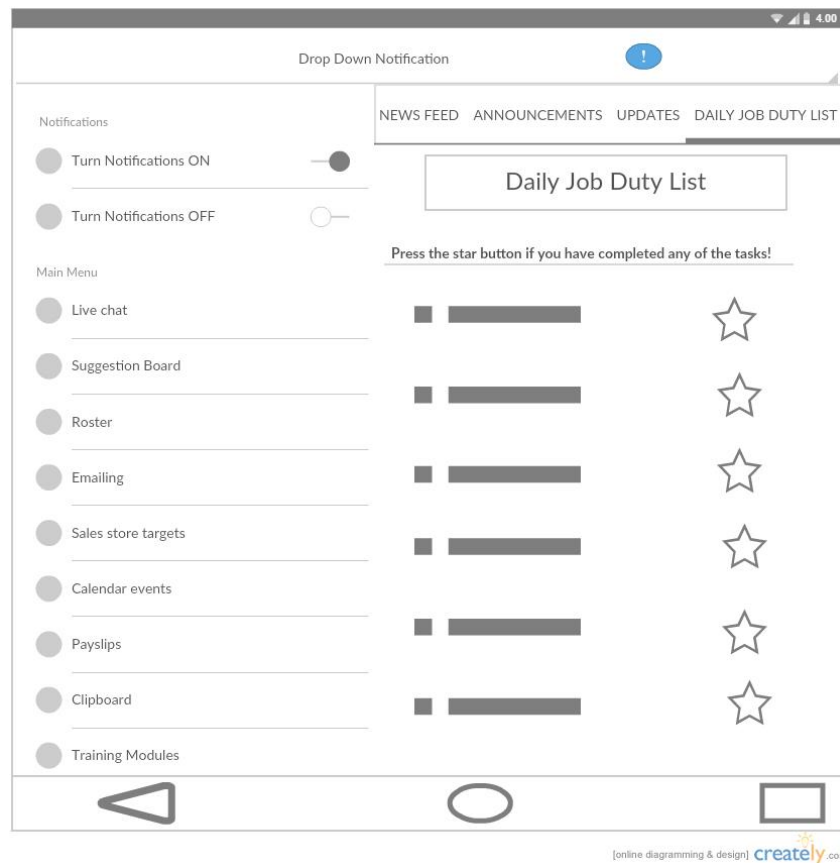 4.00
Drop Down Notification
!
Notifications
Turn Notifications ON
Turn Notifications OFF
Main Menu
Live chat
Suggestion Board
Roster
Emailing
Sales store targets
Calendar events
Payslips
Clipboard
Training Modules
NEWS FEED ANNOUNCEMENTS UPDATES DAILY JOB DUTY LIST
Daily Job Duty List
Press the star button if you have completed any of the tasks!
[online diagramming & design] creately.co